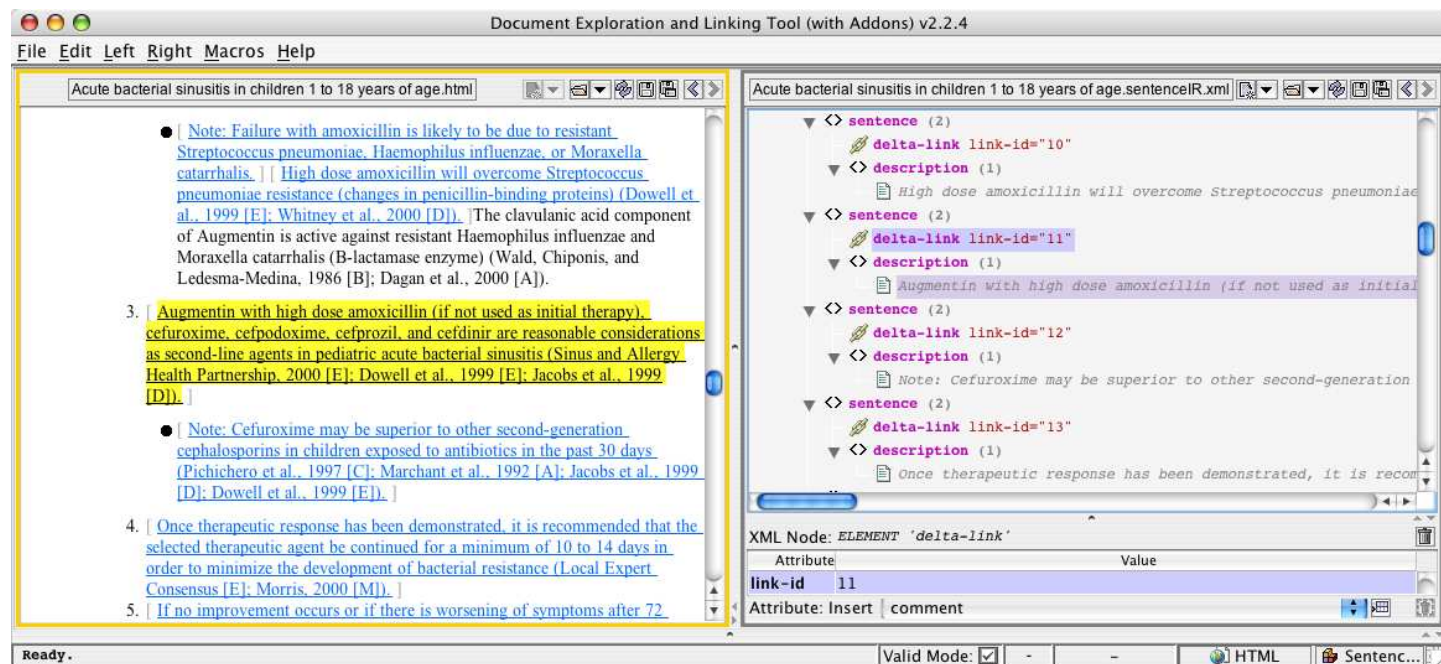 Document Exploration and Linking Tool (with Addons) v2.2.4
File Edit Left Right Macros Help
Acute bacterial sinusitis in children 1 to 18 years of age.html
[ Note: Failure with amoxicillin is likely to be due to resistant
Streptococcus pneumoniae, Haemophilus influenzae, or Moraxella
catarrhalis. ] [ High dose amoxicillin will overcome Streptococcus
pneumoniae resistance (changes in penicillin-binding proteins) (Dowell et
al., 1999 [E]; Whitney et al., 2000 [D]). ]The clavulanic acid component
of Augmentin is active against resistant Haemophilus influenzae and
Moraxella catarrhalis (B-lactamase enzyme) (Wald, Chiponis, and
Ledesma-Medina, 1986 [B]; Dagan et al., 2000 [A]).
3. [ Augmentin with high dose amoxicillin (if not used as initial therapy),
cefuroxime, cefpodoxime, cefprozil, and cefdinir are reasonable considerations
as second-line agents in pediatric acute bacterial sinusitis (Sinus and Allergy
Health Partnership, 2000 [E]; Dowell et al., 1999 [E]; Jacobs et al., 1999
[D]). ]
[ Note: Cefuroxime may be superior to other second-generation
cephalosporins in children exposed to antibiotics in the past 30 days
(Pichichero et al., 1997 [C]; Marchant et al., 1992 [A]; Jacobs et al., 1999
[D]; Dowell et al., 1999 [E]). ]
4. [ Once therapeutic response has been demonstrated, it is recommended that the
selected therapeutic agent be continued for a minimum of 10 to 14 days in
order to minimize the development of bacterial resistance (Local Expert
Consensus [E]; Morris, 2000 [M]). ]
5. [ If no improvement occurs or if there is worsening of symptoms after 72
Acute bacterial sinusitis in children 1 to 18 years of age.sentenceIR.xml
<> sentence (2)
delta-link link-id="10"
<> description (1)
High dose amoxicillin will overcome Streptococcus pneumoniae
<> sentence (2)
delta-link link-id="11"
<> description (1)
Augmentin with high dose amoxicillin (if not used as initial
<> sentence (2)
delta-link link-id="12"
<> description (1)
Note: Cefuroxime may be superior to other second-generation
<> sentence (2)
delta-link link-id="13"
<> description (1)
Once therapeutic response has been demonstrated, it is recom
XML Node: ELEMENT 'delta-link'
Attribute Value
link-id 11
Attribute: Insert [ comment
Ready.
Valid Mode: - – HTML Sentenc...